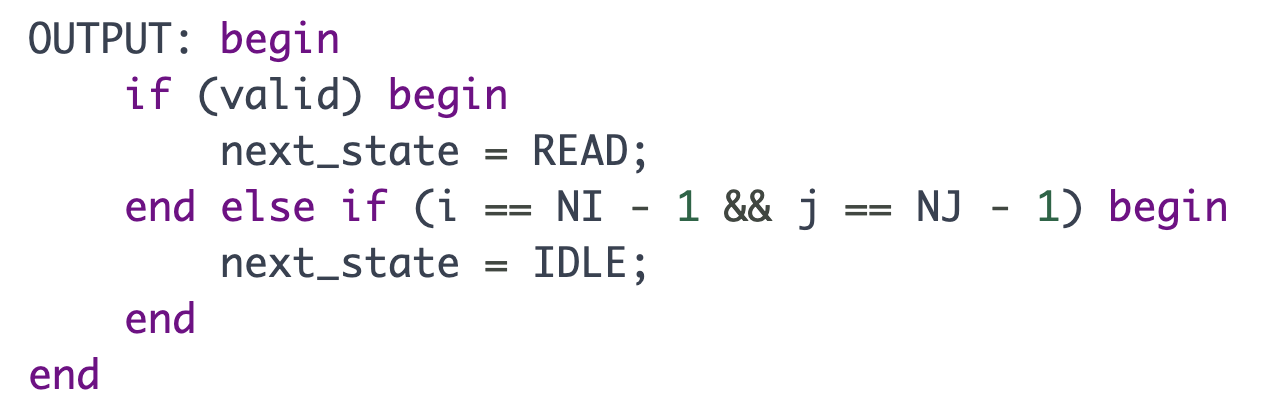 OUTPUT: begin
    if (valid) begin
        next_state = READ;
    end else if (i == NI - 1 && j == NJ - 1) begin
        next_state = IDLE;
    end
end